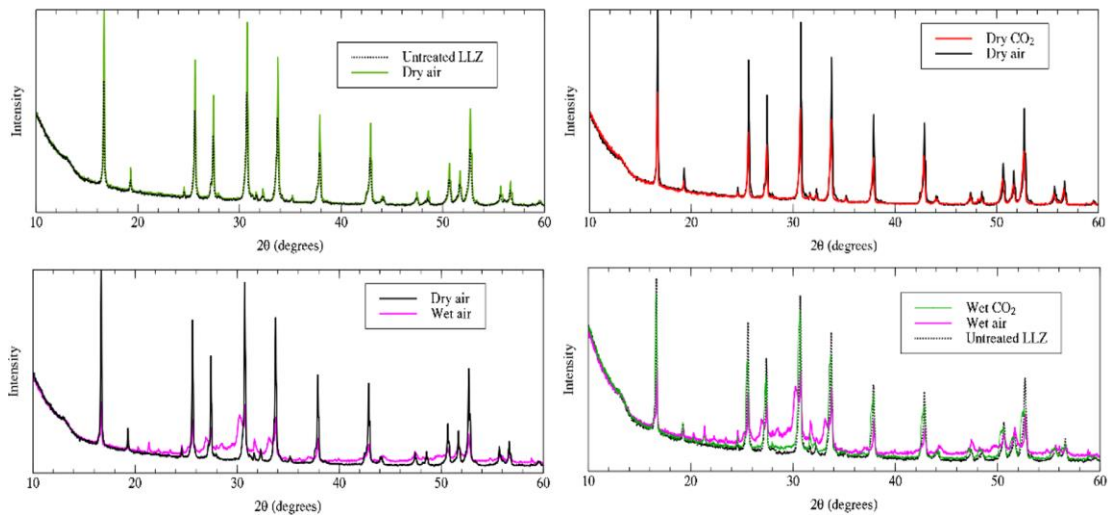 Intensity
Untreated LLZ
Dry air
10 20 30 40 50 60
2θ (degrees)
Intensity
Dry CO₂
Dry air
10 20 30 40 50 60
2θ (degrees)
Intensity
Dry air
Wet air
10 20 30 40 50 60
2θ (degrees)
Intensity
Wet CO₂
Wet air
Untreated LLZ
10 20 30 40 50 60
2θ (degrees)